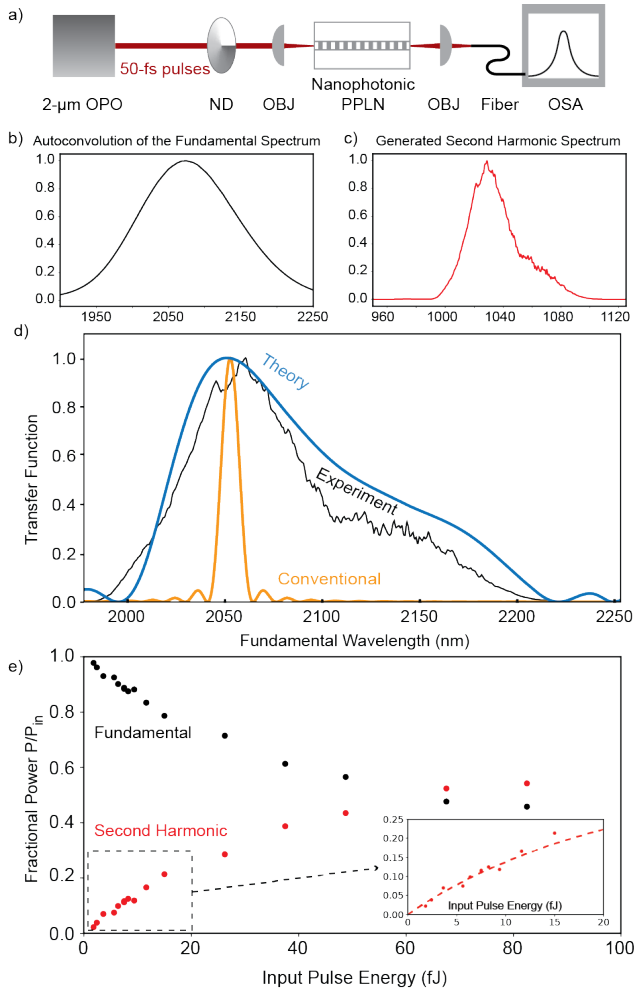 a)
50-fs pulses
2-μm OPO
ND
OBJ
Nanophotonic
PPLN
OBJ
Fiber
OSA
b)
Autoconvolution of the Fundamental Spectrum
1.0
0.8
0.6
0.4
0.2
0.0
1950
2050
2150
2250
c)
Generated Second Harmonic Spectrum
1.0
0.8
0.6
0.4
0.2
0.0
960
1000
1040
1080
1120
d)
Transfer Function
1.0
0.8
0.6
0.4
0.2
0.0
Theory
Experiment
Conventional
2000
2050
2100
2150
2200
2250
Fundamental Wavelength (nm)
e)
Fractional Power P/Pin
1.0
0.8
0.6
0.4
0.2
0.0
Fundamental
Second Harmonic
0.25
0.20
0.15
0.10
0.05
0.00
Input Pulse Energy (fJ)
0
5
10
15
20
0
20
40
60
80
100
Input Pulse Energy (fJ)